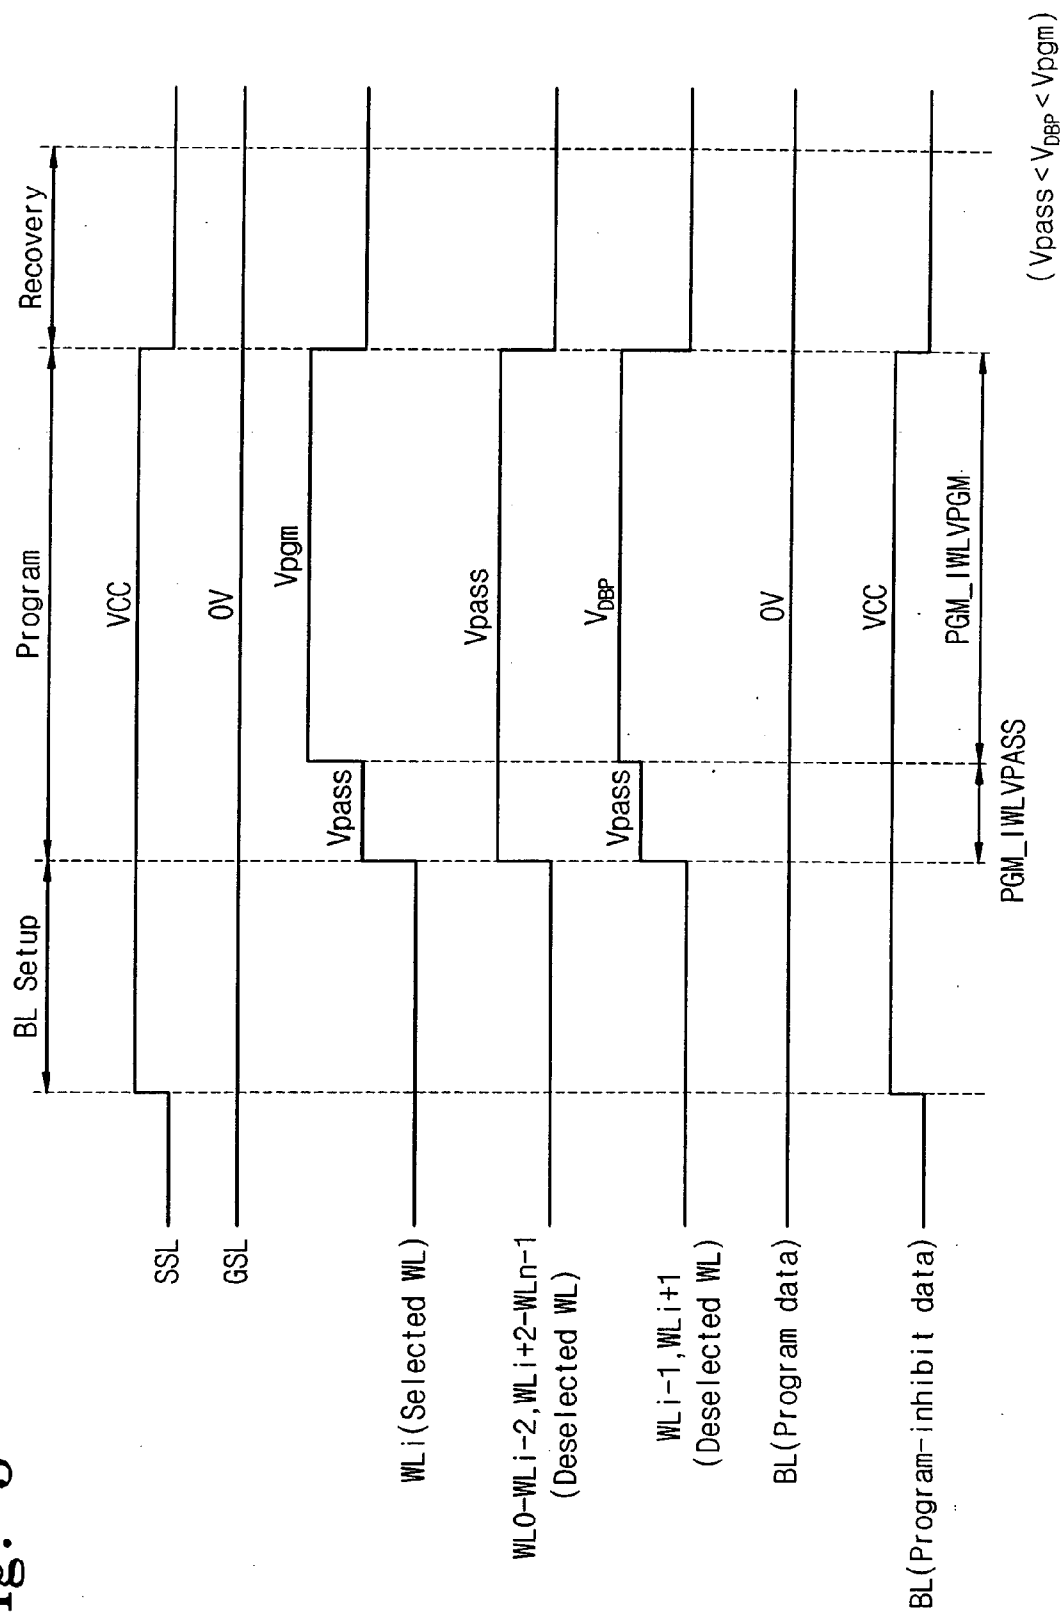 BL Setup
Program
Recovery
SSL
VCC
GSL
0V
WLi(Selected WL)
Vpass
Vpgm
WL0-WLi-2,WLi+2-WLn-1
(Deselected WL)
Vpass
WLi-1,WLi+1
(Deselected WL)
Vpass
VDBP
BL(Program data)
0V
BL(Program-inhibit data)
VCC
PGM_IWLVPASS
PGM_IWLVPGM
(Vpass < VDBP < Vpgm)